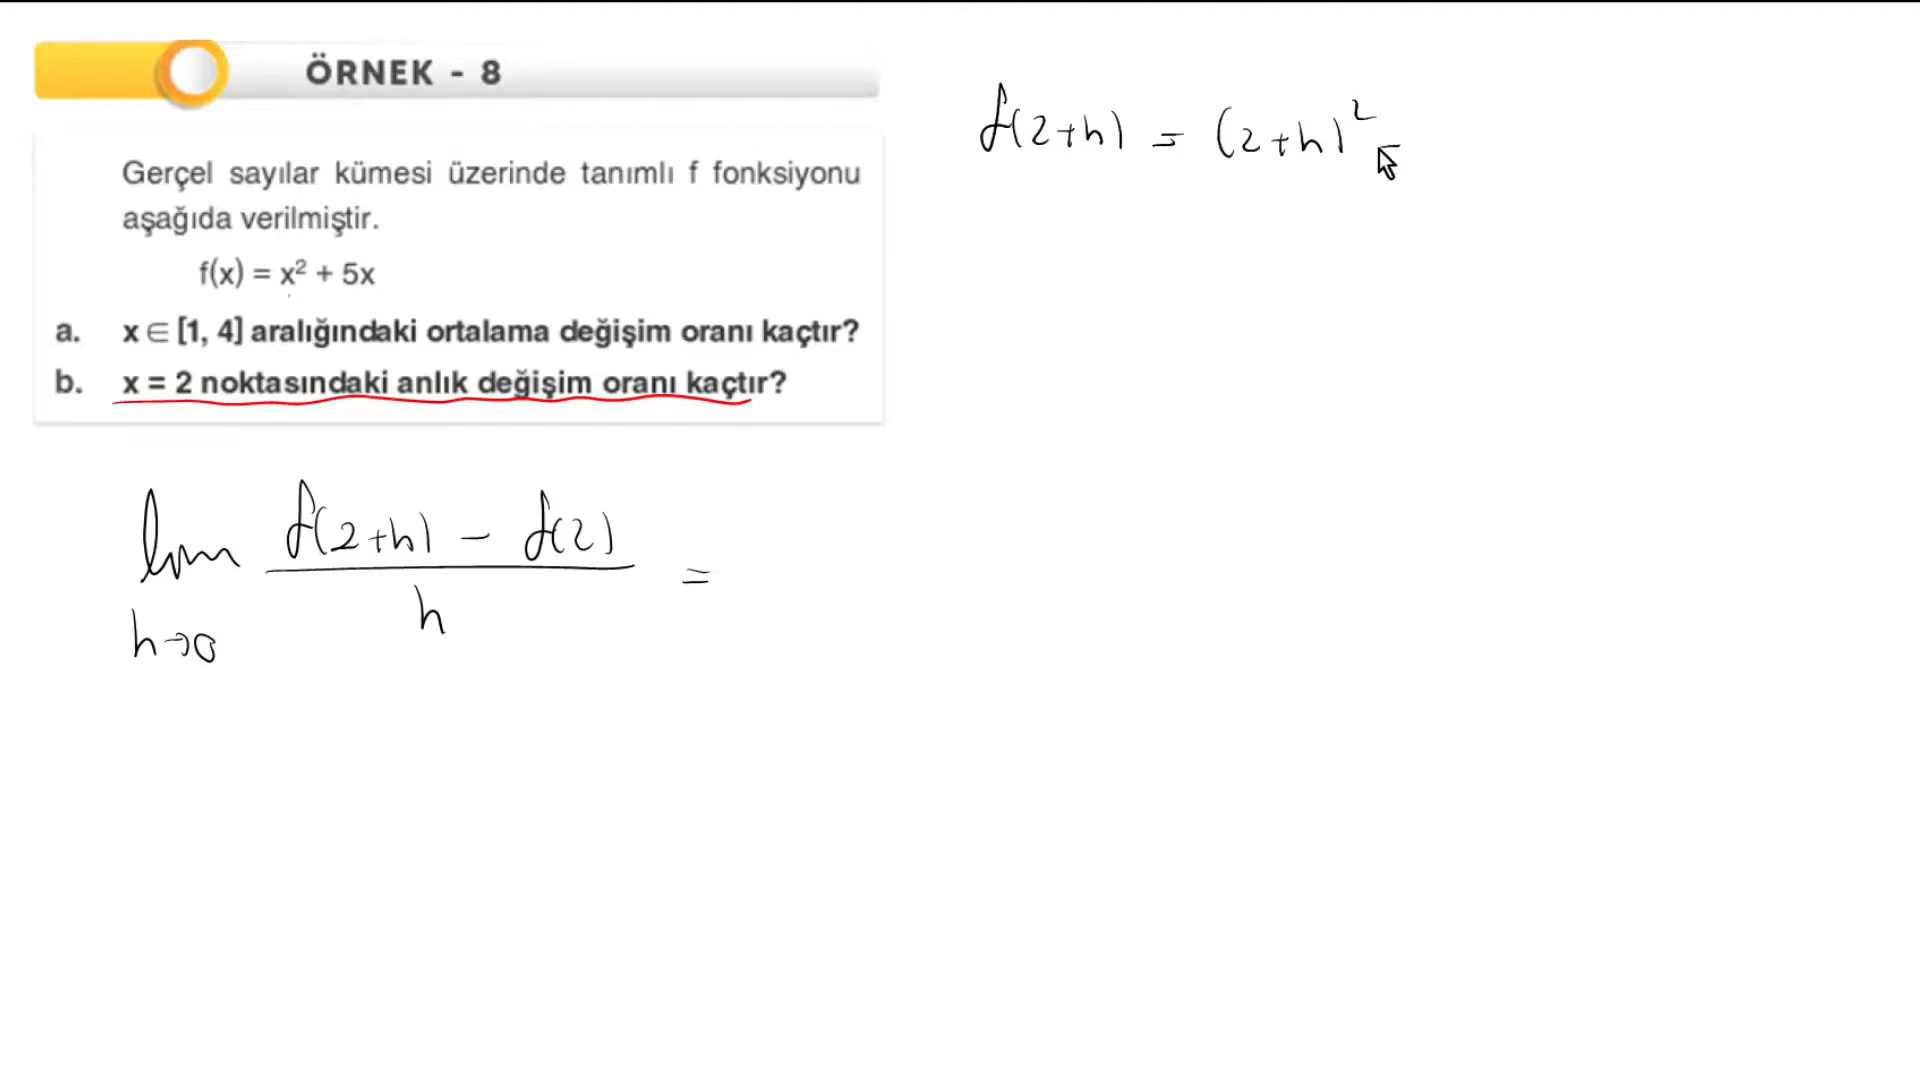 ÖRNEK - 8
Gerçel sayılar kümesi üzerinde tanımlı f fonksiyonu
aşağıda verilmiştir.
f(x) = x² + 5x
a. x ∈ [1, 4] aralığındaki ortalama değişim oranı kaçtır?
b. x = 2 noktasındaki anlık değişim oranı kaçtır?
lim f(2+h) - f(2) =
h
h→0
f(2+h) = (2+h)²